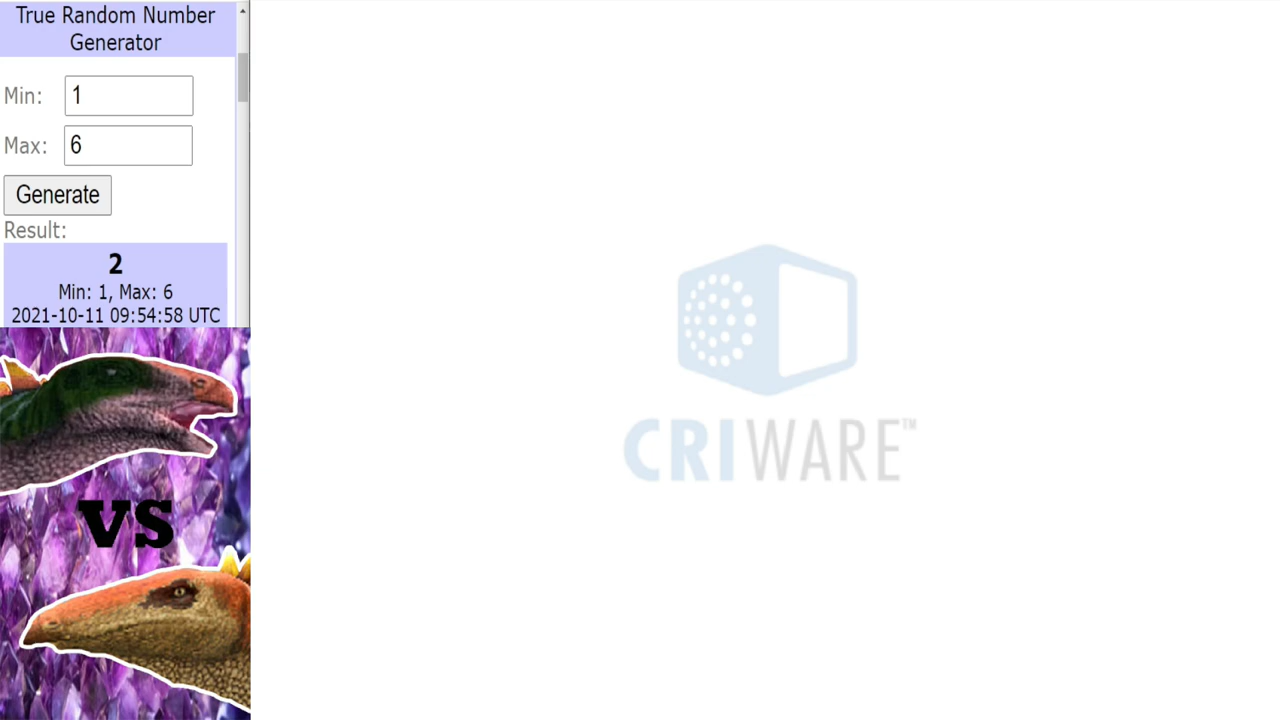 True Random Number
Generator
Min: 1
Max: 6
Generate
Result:
2
Min: 1, Max: 6
2021-10-11 09:54:58 UTC
vs
CRIWARE™